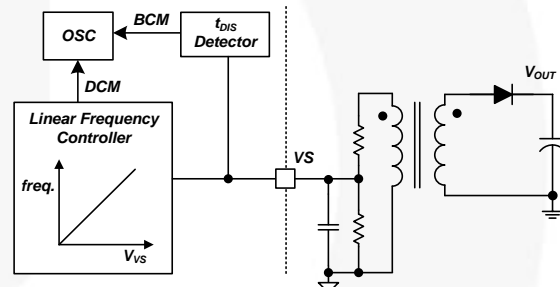 OSC
BCM
tDIS
Detector
DCM
Linear Frequency
Controller
freq.
VVS
VS
VOUT